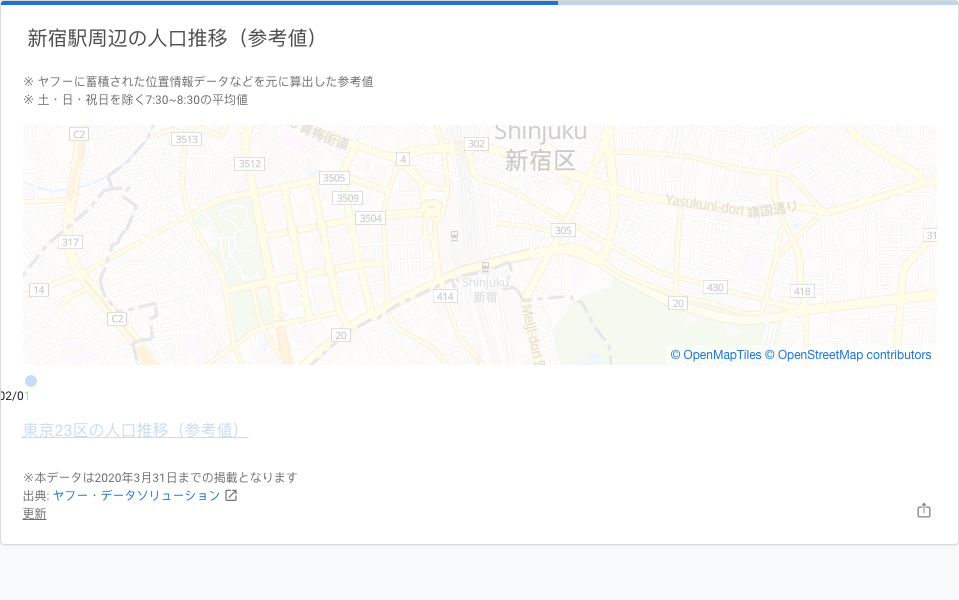 新宿駅周辺の人口推移（参考値）
※ ヤフーに蓄積された位置情報データなどを元に算出した参考値
※ 土・日・祝日を除く7:30~8:30の平均値
C2
3513
青梅街道
302
Shinjuku
新宿区
4
3512
3505
3509
3504
Yasukuni-dori 靖国通り
305
31
317
Shinjuku
新宿
14
414
430
418
20
C2
20
Meiji-dori
© OpenMapTiles © OpenStreetMap contributors
02/01
東京23区の人口推移（参考値）
※本データは2020年3月31日までの掲載となります
出典: ヤフー・データソリューション
更新